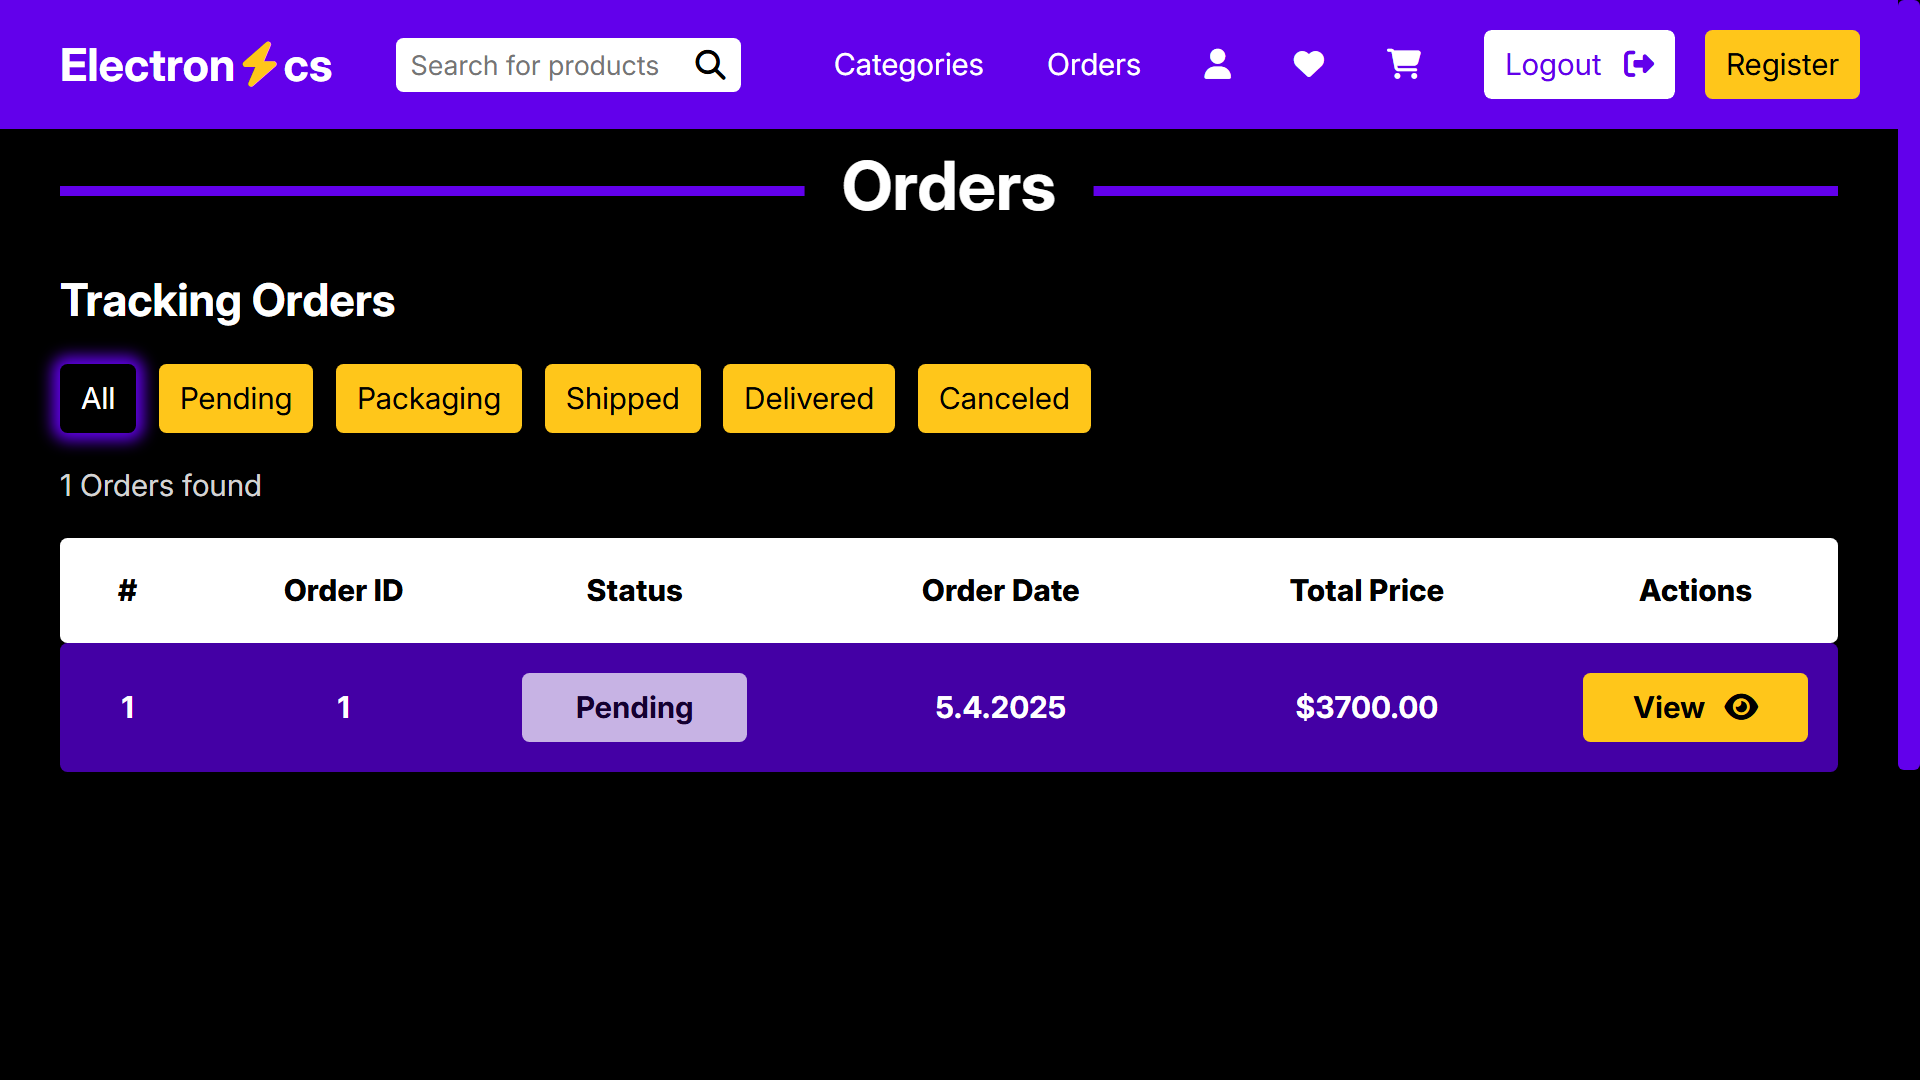 Electron⚡cs
Search for products
Categories
Orders
Logout
Register
Orders
Tracking Orders
All
Pending
Packaging
Shipped
Delivered
Canceled
1 Orders found
# Order ID Status Order Date Total Price Actions
1 1 Pending 5.4.2025 $3700.00 View